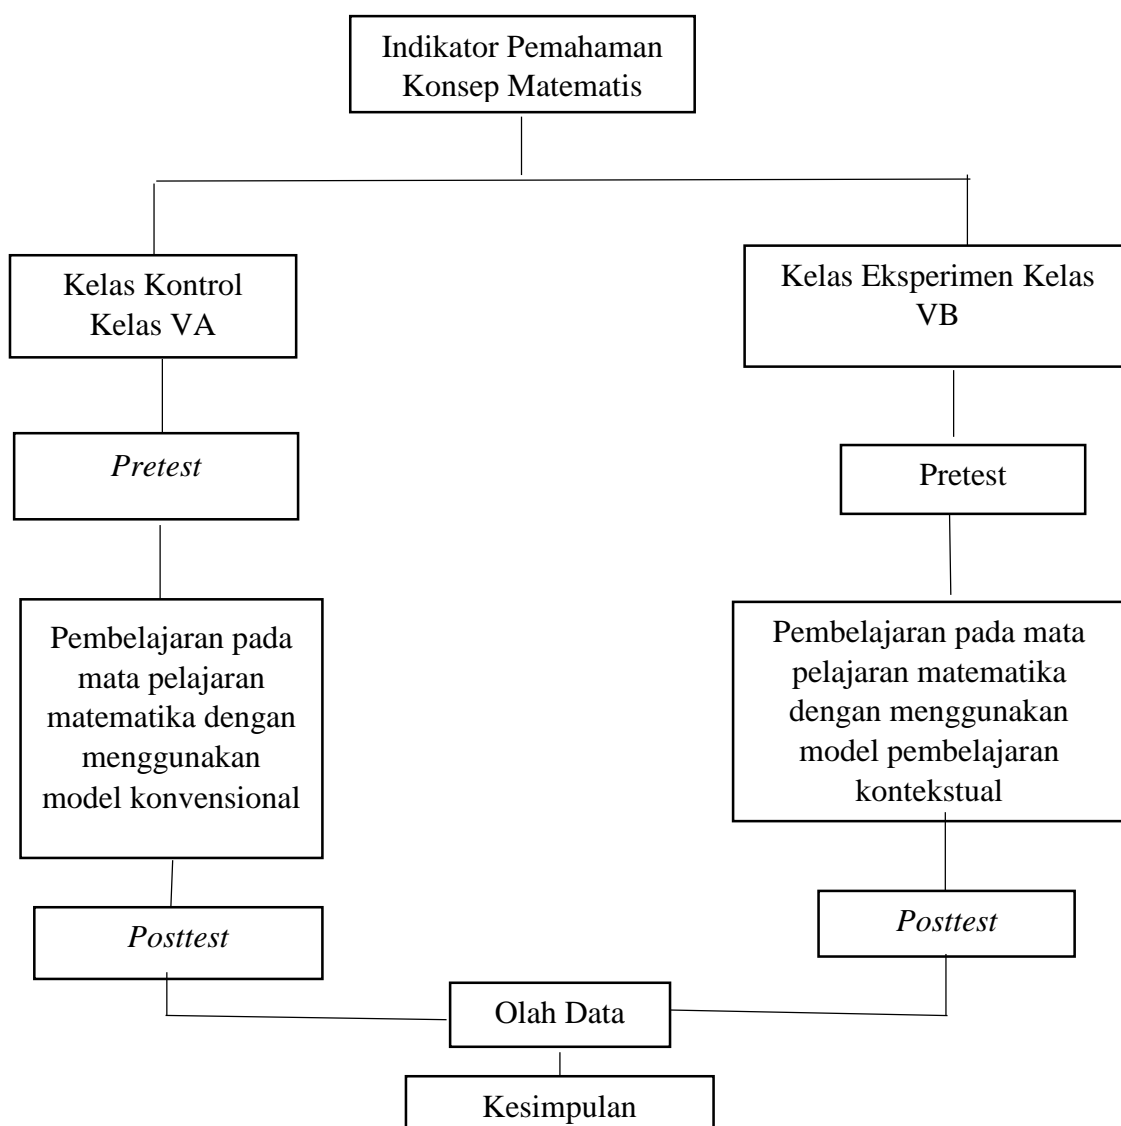 Indikator Pemahaman
Konsep Matematis
Kelas Kontrol
Kelas VA
Kelas Eksperimen Kelas
VB
Pretest
Pretest
Pembelajaran pada
mata pelajaran
matematika dengan
menggunakan
model konvensional
Pembelajaran pada mata
pelajaran matematika
dengan menggunakan
model pembelajaran
kontekstual
Posttest
Posttest
Olah Data
Kesimpulan